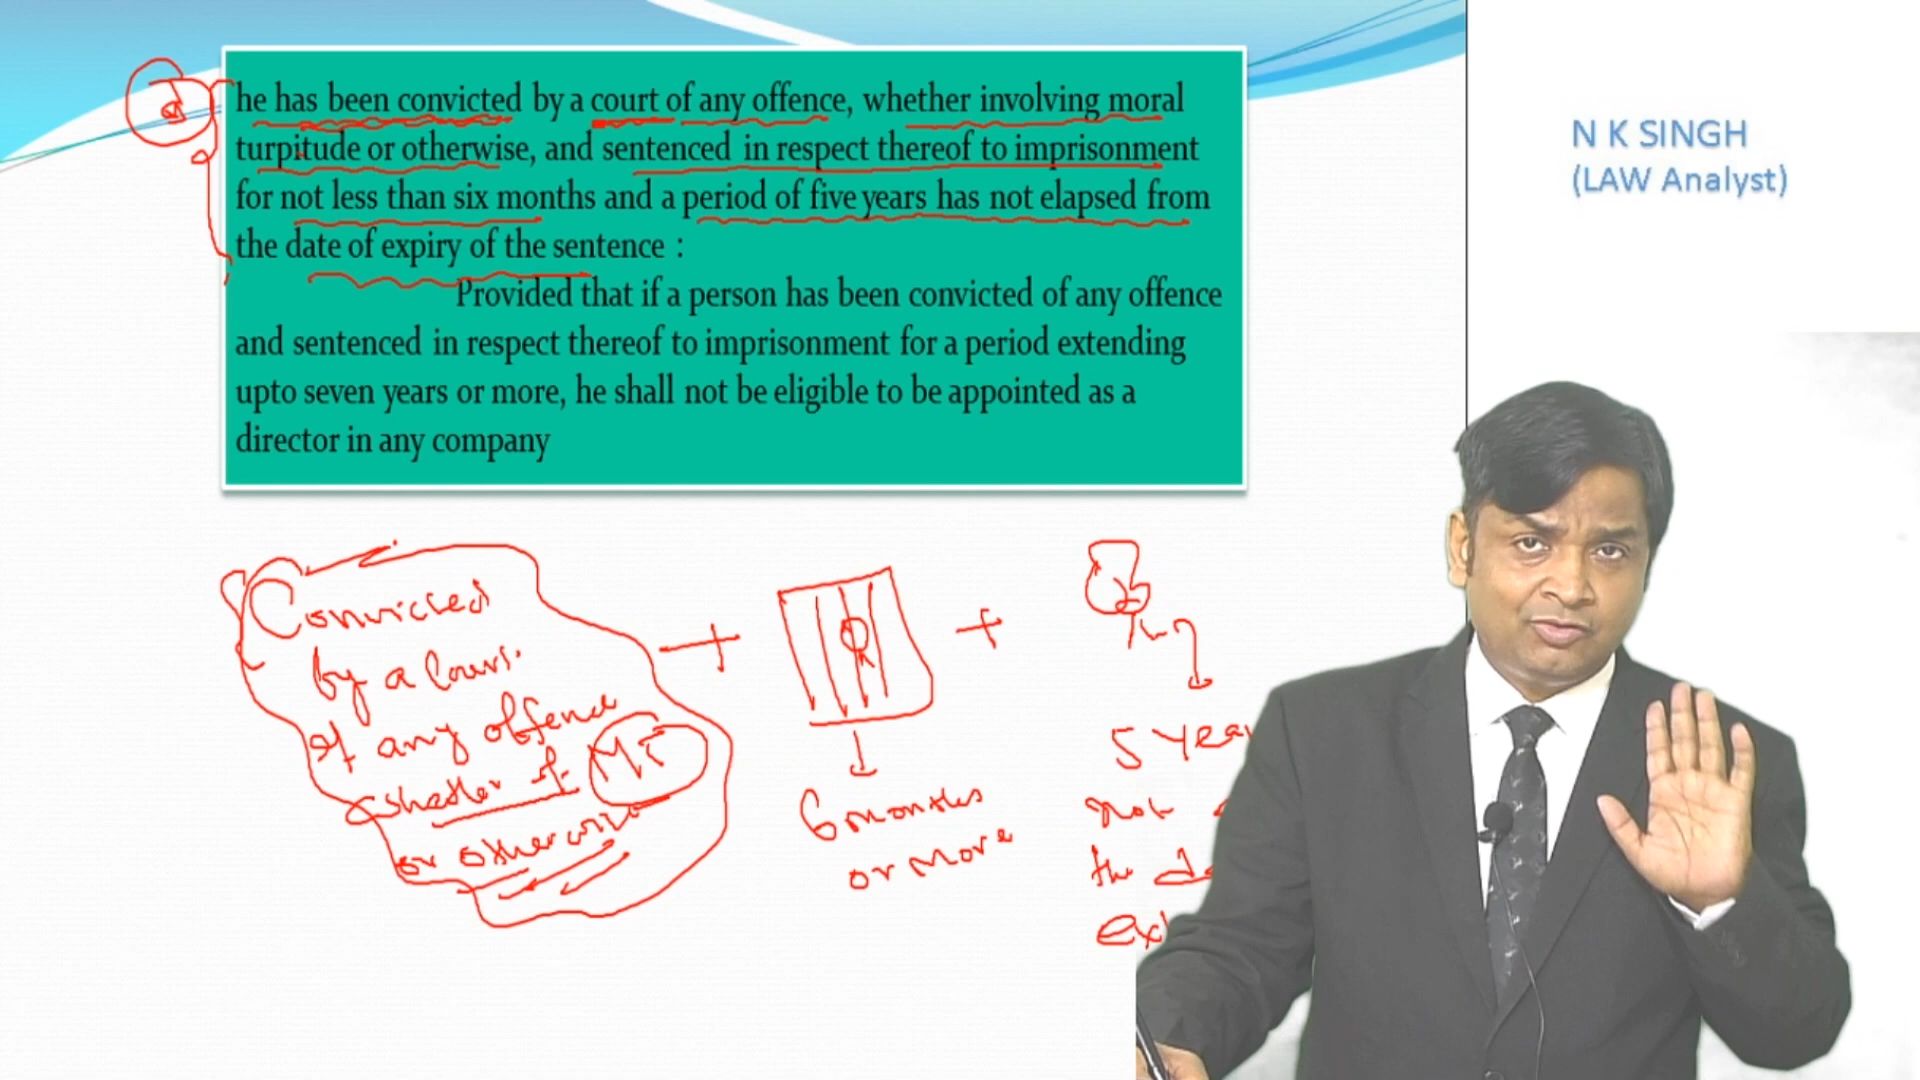 d
he has been convicted by a court of any offence, whether involving moral
turpitude or otherwise, and sentenced in respect thereof to imprisonment
for not less than six months and a period of five years has not elapsed from
the date of expiry of the sentence :
Provided that if a person has been convicted of any offence
and sentenced in respect thereof to imprisonment for a period extending
upto seven years or more, he shall not be eligible to be appointed as a
director in any company
N K SINGH
(LAW Analyst)
Convicted
by a Court.
of any offence
whether of MT
or otherwise
+
6 months
or more
+
5 Year
not
the